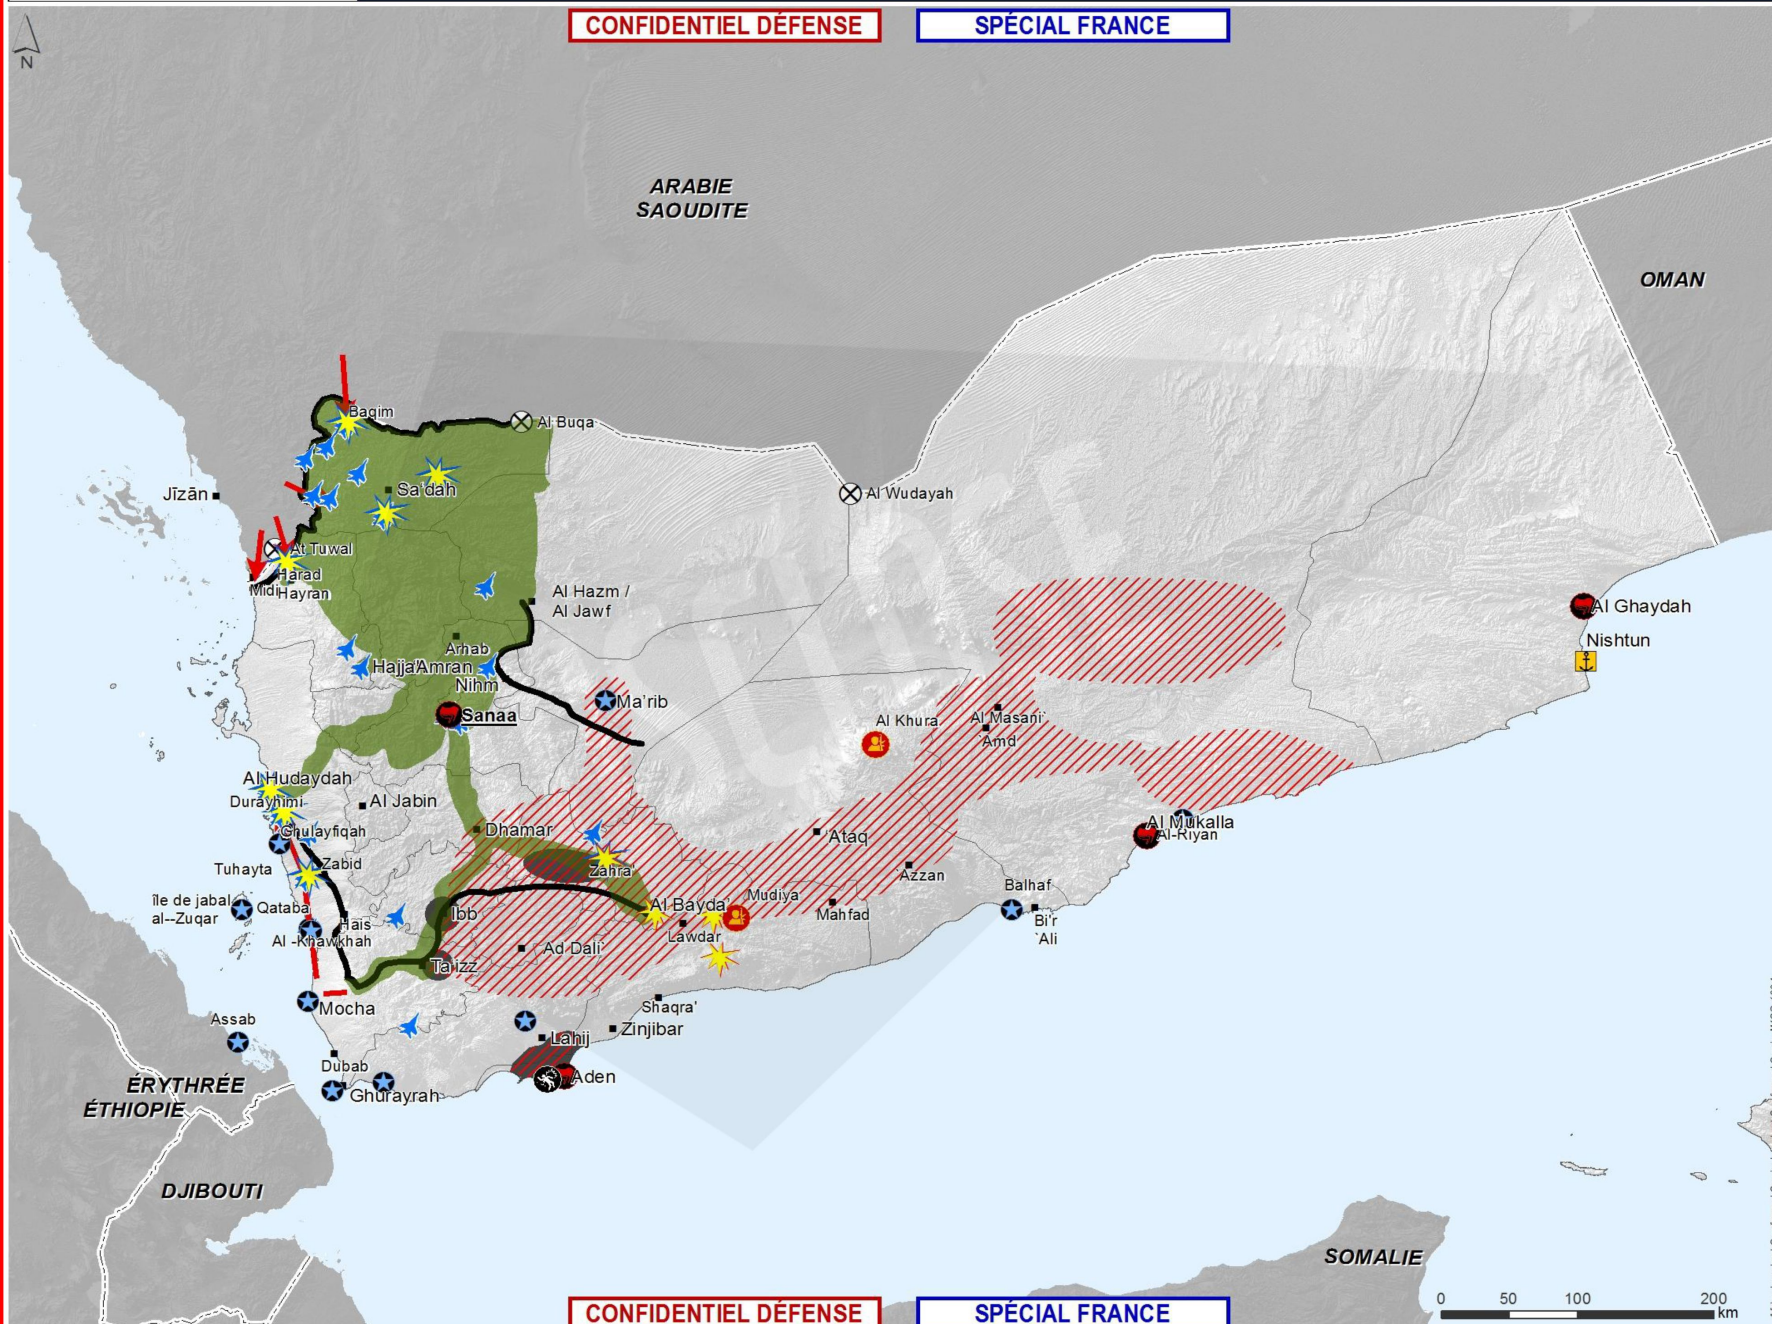 CONFIDENTIEL DÉFENSE
SPÉCIAL FRANCE
N
ARABIE
SAOUDITE
OMAN
Baqim
Al Buqa
Jīzān
Sa'dah
Al Wudayah
At Tuwal
Harad
Midi
Hayran
Al Hazm /
Al Jawf
Al Ghaydah
Arhab
Nishtun
Hajja
Amran
Nihm
Ma'rib
Sanaa
Al Khura
Al Masani`
`Amd
Al Hudaydah
Durayhimi
Al Jabin
Ghulayfiqah
Dhamar
'Ataq
Al Mukalla
Al-Riyan
Tuhayta
Zabid
Zahra'
`Azzan
île de jabal
al--Zuqar
Qataba
Ibb
Al Bayda'
Mudiya
Mahfad
Balhaf
Hais
Al -Khawkhah
Lawdar
Bi'r
`Ali
Ta'izz
Ad Dali`
Mocha
Shaqra'
Assab
Lahij
Zinjibar
Dubab
Aden
ÉRYTHRÉE
Ghurayrah
ÉTHIOPIE
DJIBOUTI
SOMALIE
CONFIDENTIEL DÉFENSE
SPÉCIAL FRANCE
0 50 100 200
km